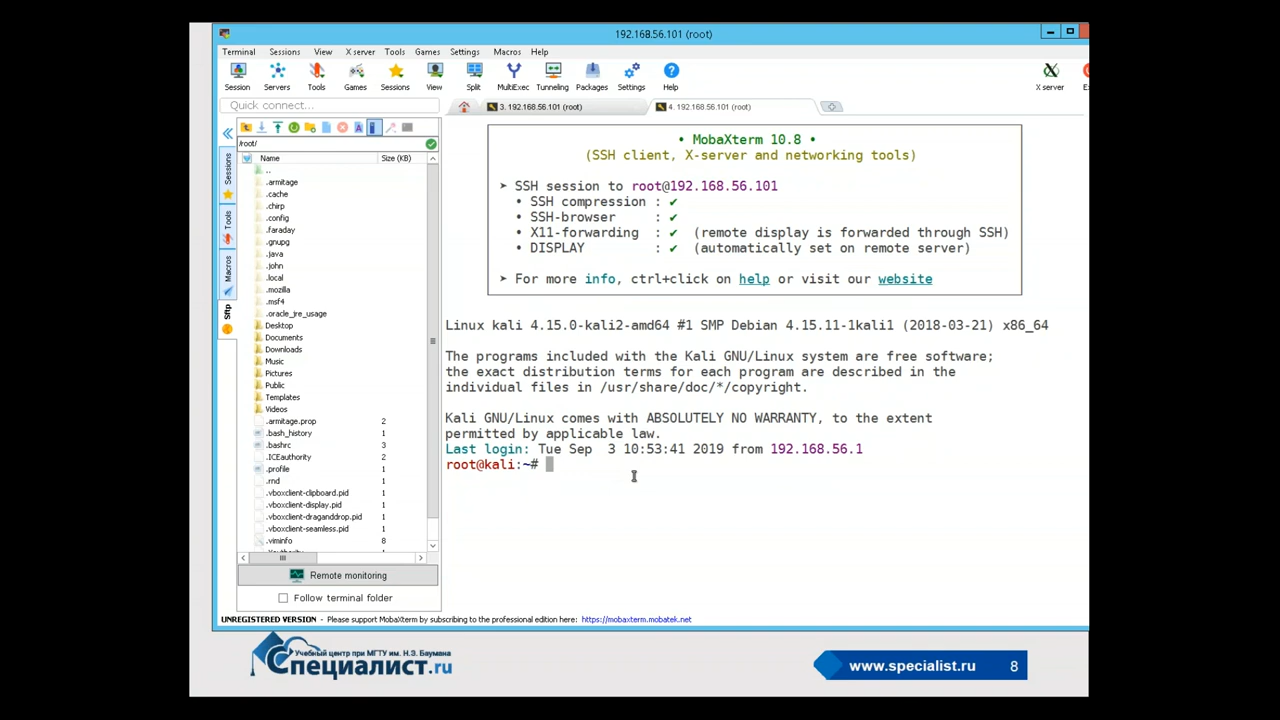 192.168.56.101 (root)
Terminal Sessions View X server Tools Games Settings Macros Help
Session Servers Tools Games Sessions View Split MultiExec Tunneling Packages Settings Help X server
Quick connect...
3. 192.168.56.101 (root)
4. 192.168.56.101 (root)
/root/
Name Size (KB)
..
.armitage
.cache
.chirp
.config
.faraday
.gnupg
.java
.john
.local
.mozilla
.msf4
.oracle_jre_usage
Desktop
Documents
Downloads
Music
Pictures
Public
Templates
Videos
.armitage.prop 2
.bash_history 1
.bashrc 3
.ICEauthority 2
.profile 1
.rnd 1
.vboxclient-clipboard.pid 1
.vboxclient-display.pid 1
.vboxclient-draganddrop.pid 1
.vboxclient-seamless.pid 1
.viminfo 8
Sessions
Tools
Macros
Sftp
Remote monitoring
Follow terminal folder
• MobaXterm 10.8 •
(SSH client, X-server and networking tools)
➤ SSH session to root@192.168.56.101
• SSH compression : ✔
• SSH-browser : ✔
• X11-forwarding : ✔ (remote display is forwarded through SSH)
• DISPLAY : ✔ (automatically set on remote server)
➤ For more info, ctrl+click on help or visit our website
Linux kali 4.15.0-kali2-amd64 #1 SMP Debian 4.15.11-1kali1 (2018-03-21) x86_64
The programs included with the Kali GNU/Linux system are free software;
the exact distribution terms for each program are described in the
individual files in /usr/share/doc/*/copyright.
Kali GNU/Linux comes with ABSOLUTELY NO WARRANTY, to the extent
permitted by applicable law.
Last login: Tue Sep  3 10:53:41 2019 from 192.168.56.1
root@kali:~#
UNREGISTERED VERSION - Please support MobaXterm by subscribing to the professional edition here: https://mobaxterm.mobatek.net
Учебный центр при МГТУ им. Н.Э. Баумана
Специалист.ru
www.specialist.ru 8